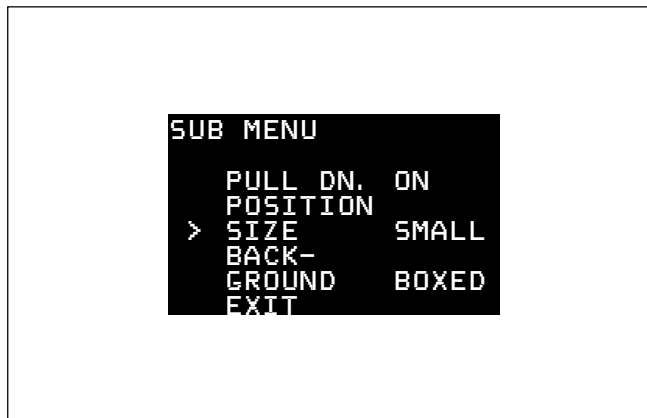 SUB MENU
PULL DN. ON
POSITION
> SIZE SMALL
BACK-
GROUND BOXED
EXIT